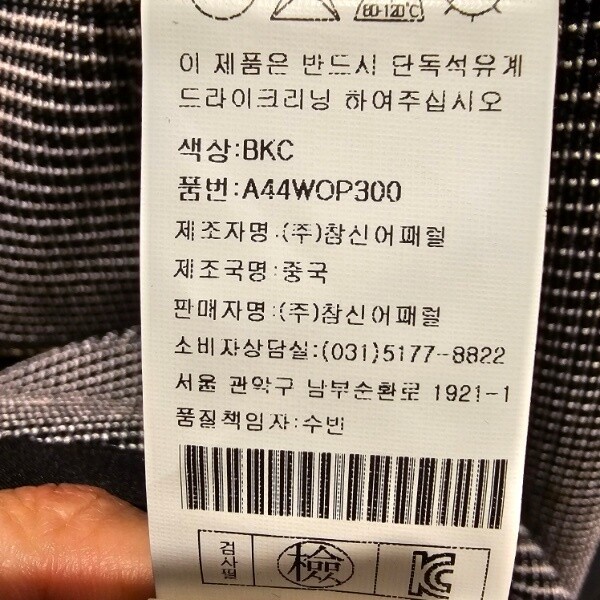 80-120℃
이 제품은 반드시 단독석유계
드라이크리닝 하여주십시오
색상:BKC
품번:A44WOP300
제조자명:(주)참신어패럴
제조국명:중국
판매자명:(주)참신어패럴
소비자상담실:(031)5177-8822
서울 관악구 남부순환로 1921-1
품질책임자:수빈
검사필
檢
KC